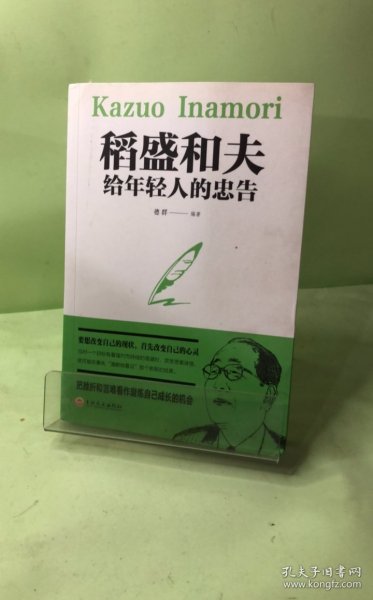 Kazuo Inamori
稻盛和夫
给年轻人的忠告
德群 —— 编著
要想改变自己的现状，首先改变自己的心灵
把挫折和困难看作磨练自己成长的机会
孔夫子旧书网
www.kongfz.com